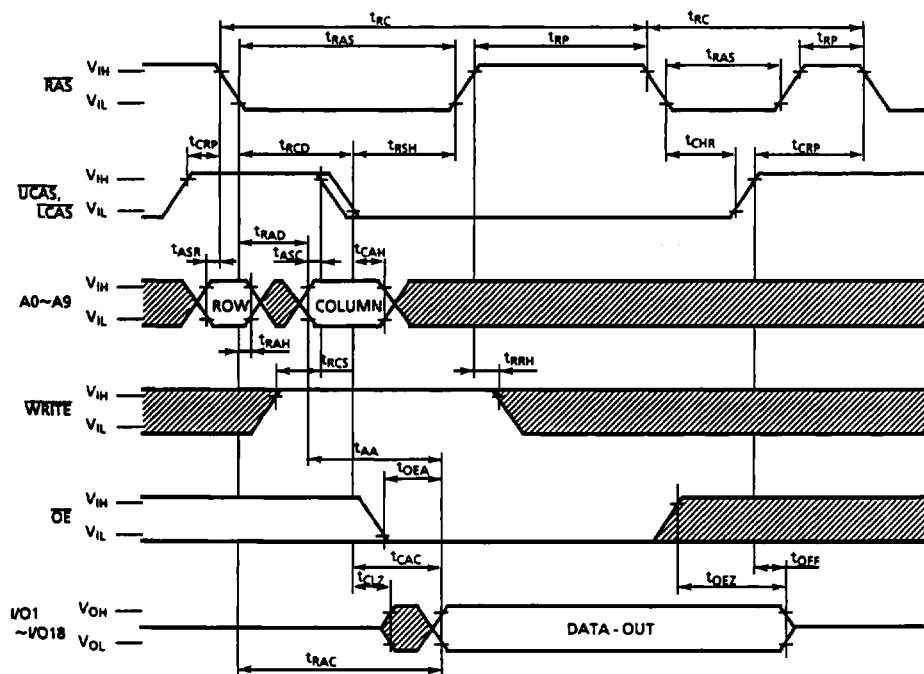 tRC tRC
tRAS tRP tRAS tRP
RAS VIH
VIL
tCRP tRCD tRSH tCHR tCRP
UCAS, LCAS VIH
VIL
tASR tRAD tASC tCAH
A0~A9 VIH
VIL
ROW COLUMN
tRAH tRCS tRRH
WRITE VIH
VIL
tAA
tOEA
OE VIH
VIL
tCAC tOFF
tCLZ tOEZ
I/O1 ~I/O18 VOH
VOL
DATA - OUT
tRAC